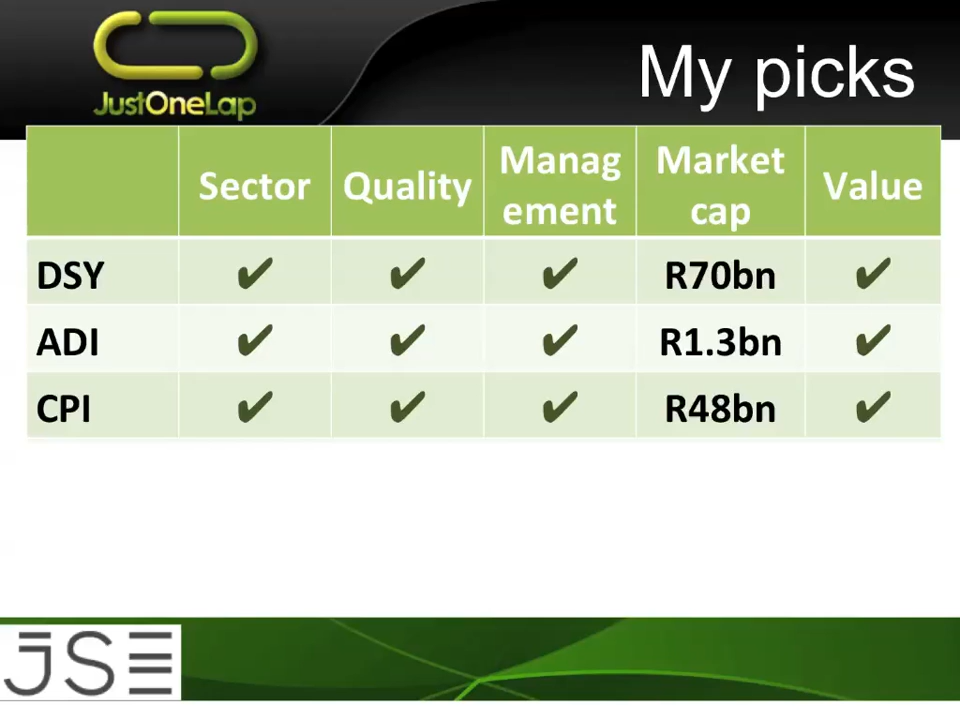 JustOneLap
My picks
Sector Quality Manag ement Market cap Value
DSY ✔ ✔ ✔ R70bn ✔
ADI ✔ ✔ ✔ R1.3bn ✔
CPI ✔ ✔ ✔ R48bn ✔
JSE